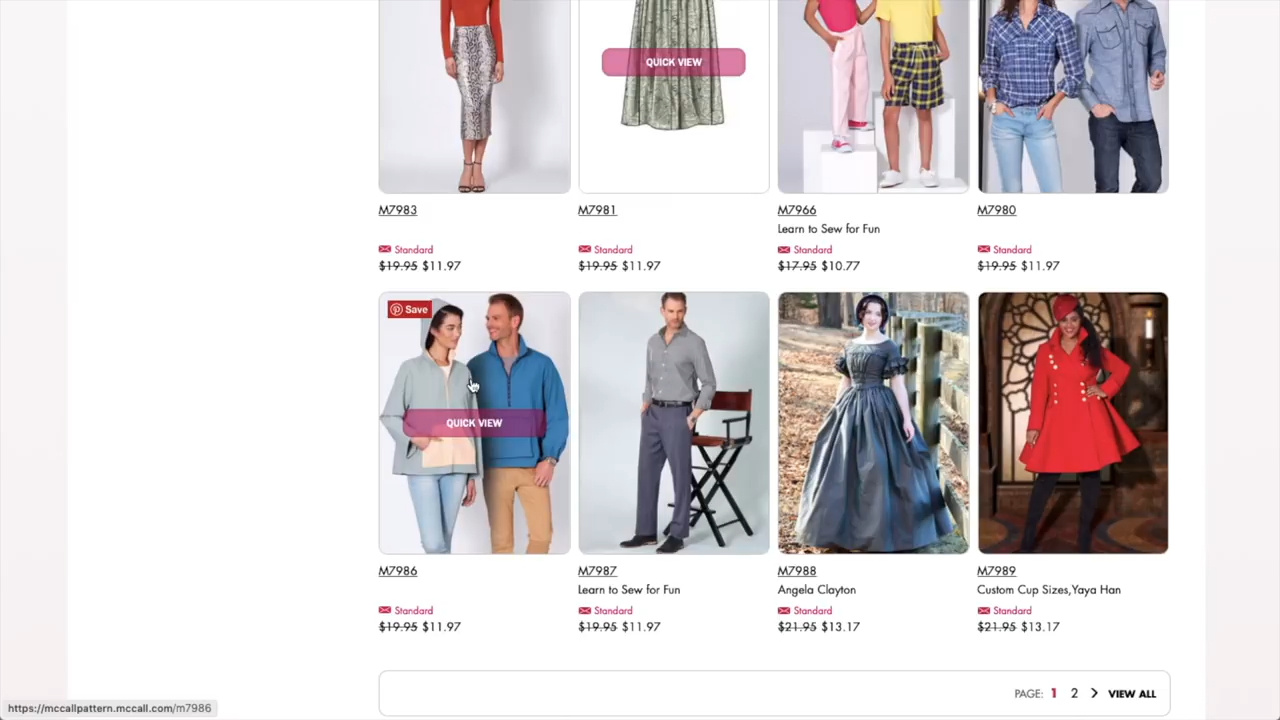 QUICK VIEW
M7983
M7981
M7966
M7980
Learn to Sew for Fun
Standard
Standard
Standard
Standard
$19.95 $11.97
$19.95 $11.97
$17.95 $10.77
$19.95 $11.97
Save
QUICK VIEW
M7986
M7987
M7988
M7989
Learn to Sew for Fun
Angela Clayton
Custom Cup Sizes,Yaya Han
Standard
Standard
Standard
Standard
$19.95 $11.97
$19.95 $11.97
$21.95 $13.17
$21.95 $13.17
PAGE: 1 2 > VIEW ALL
https://mccallpattern.mccall.com/m7986